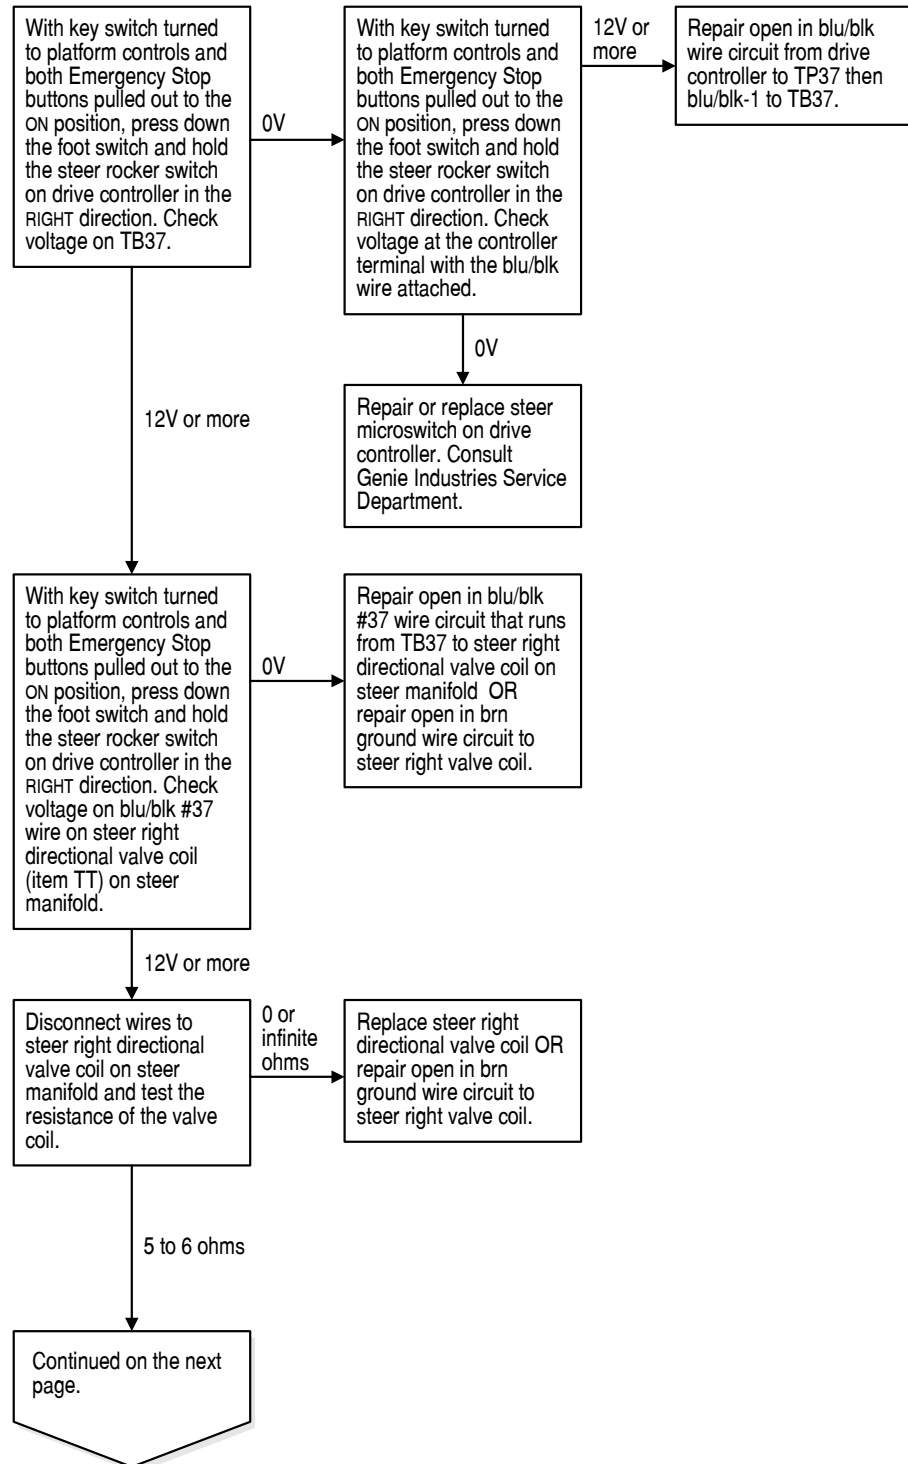 With key switch turned
to platform controls and
both Emergency Stop
buttons pulled out to the
ON position, press down
the foot switch and hold
the steer rocker switch
on drive controller in the
RIGHT direction. Check
voltage on TB37.
0V
With key switch turned
to platform controls and
both Emergency Stop
buttons pulled out to the
ON position, press down
the foot switch and hold
the steer rocker switch
on drive controller in the
RIGHT direction. Check
voltage at the controller
terminal with the blu/blk
wire attached.
12V or
more
Repair open in blu/blk
wire circuit from drive
controller to TP37 then
blu/blk-1 to TB37.
0V
Repair or replace steer
microswitch on drive
controller. Consult
Genie Industries Service
Department.
12V or more
With key switch turned
to platform controls and
both Emergency Stop
buttons pulled out to the
ON position, press down
the foot switch and hold
the steer rocker switch
on drive controller in the
RIGHT direction. Check
voltage on blu/blk #37
wire on steer right
directional valve coil
(item TT) on steer
manifold.
0V
Repair open in blu/blk
#37 wire circuit that runs
from TB37 to steer right
directional valve coil on
steer manifold OR
repair open in brn
ground wire circuit to
steer right valve coil.
12V or more
Disconnect wires to
steer right directional
valve coil on steer
manifold and test the
resistance of the valve
coil.
0 or
infinite
ohms
Replace steer right
directional valve coil OR
repair open in brn
ground wire circuit to
steer right valve coil.
5 to 6 ohms
Continued on the next
page.